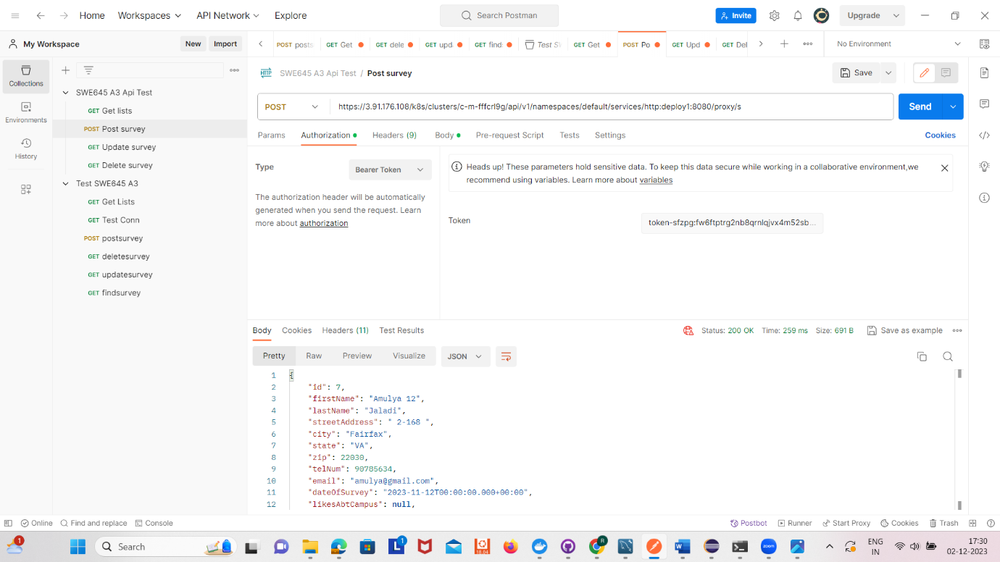 Home Workspaces API Network Explore Search Postman Invite Upgrade
My Workspace New Import
POST posts GET Get GET dele GET upd GET find: Test SV GET Get POST Po GET Upd GET Del No Environment
Collections
Environments
History
SWE645 A3 Api Test
GET Get lists
POST Post survey
GET Update survey
GET Delete survey
Test SWE645 A3
GET Get Lists
GET Test Conn
POST postsurvey
GET deletesurvey
GET updatesurvey
GET findsurvey
HTTP SWE645 A3 Api Test / Post survey Save
POST https://3.91.176.108/k8s/clusters/c-m-fffcrl9g/api/v1/namespaces/default/services/http:deploy1:8080/proxy/s Send
Params Authorization Headers (9) Body Pre-request Script Tests Settings Cookies
Type Bearer Token
The authorization header will be automatically
generated when you send the request. Learn
more about authorization
Heads up! These parameters hold sensitive data. To keep this data secure while working in a collaborative environment,we
recommend using variables. Learn more about variables
Token token-sfzpg:fw6ftptrg2nb8qrnlqjvx4m52sb...
Body Cookies Headers (11) Test Results Status: 200 OK Time: 259 ms Size: 691 B Save as example
Pretty Raw Preview Visualize JSON
1 {
2 "id": 7,
3 "firstName": "Amulya 12",
4 "lastName": "Jaladi",
5 "streetAddress": " 2-168 ",
6 "city": "Fairfax",
7 "state": "VA",
8 "zip": 22030,
9 "telNum": 90785634,
10 "email": "amulya@gmail.com",
11 "dateOfSurvey": "2023-11-12T00:00:00.000+00:00",
12 "likesAbtCampus": null,
Online Find and replace Console Postbot Runner Start Proxy Cookies Trash
1 Search 1 18.04 R zoom ENG 17:30
IN 02-12-2023